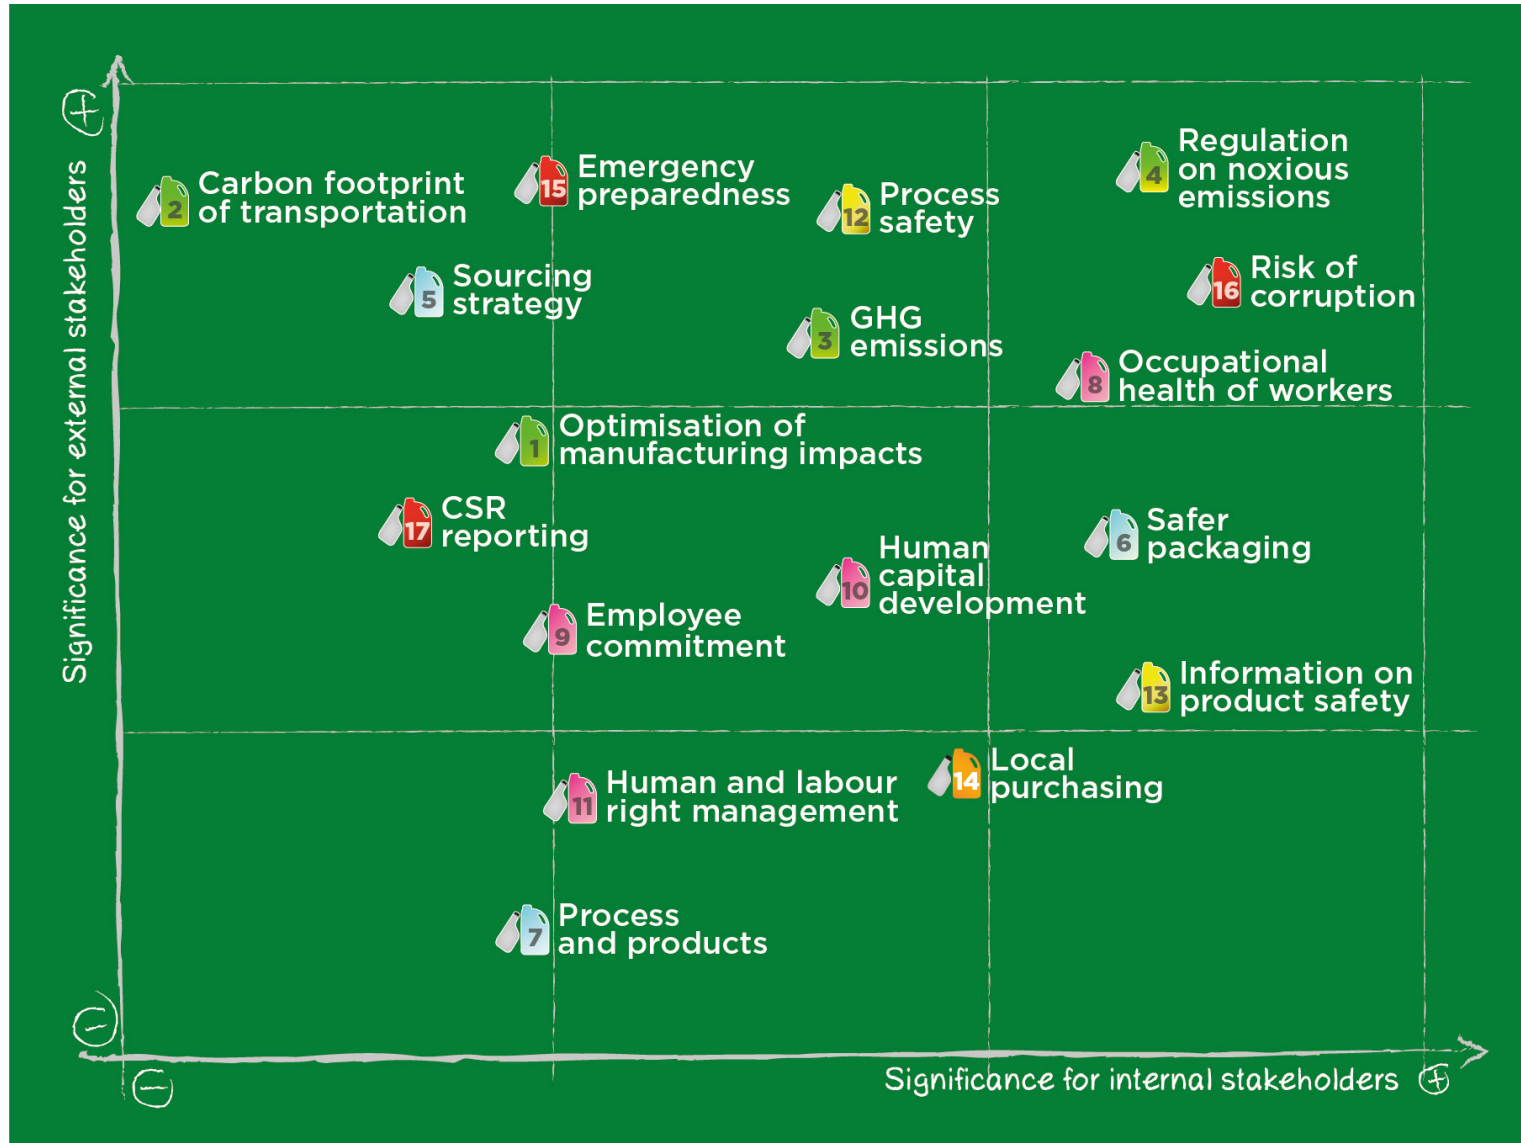 +
Significance for external stakeholders
2
Carbon footprint
of transportation
15
Emergency
preparedness
12
Process
safety
4
Regulation
on noxious
emissions
5
Sourcing
strategy
3
GHG
emissions
16
Risk of
corruption
8
Occupational
health of workers
1
Optimisation of
manufacturing impacts
17
CSR
reporting
10
Human
capital
development
6
Safer
packaging
9
Employee
commitment
13
Information on
product safety
11
Human and labour
right management
14
Local
purchasing
7
Process
and products
−
−
Significance for internal stakeholders +